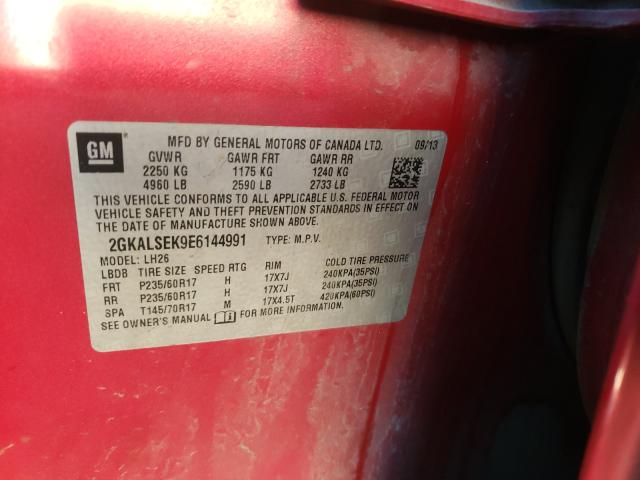 GM
MFD BY GENERAL MOTORS OF CANADA LTD. 09/13
GVWR GAWR FRT GAWR RR
2250 KG 1175 KG 1240 KG
4960 LB 2590 LB 2733 LB
THIS VEHICLE CONFORMS TO ALL APPLICABLE U.S. FEDERAL MOTOR
VEHICLE SAFETY AND THEFT PREVENTION STANDARDS IN EFFECT ON
THE DATE OF MANUFACTURE SHOWN ABOVE.
2GKALSEK9E6144991 TYPE: M.P.V.
MODEL: LH26
LBDB TIRE SIZE SPEED RTG RIM COLD TIRE PRESSURE
FRT P235/60R17 H 17X7J 240KPA(35PSI)
RR P235/60R17 H 17X7J 240KPA(35PSI)
SPA T145/70R17 M 17X4.5T 420KPA(60PSI)
SEE OWNER'S MANUAL FOR MORE INFORMATION.